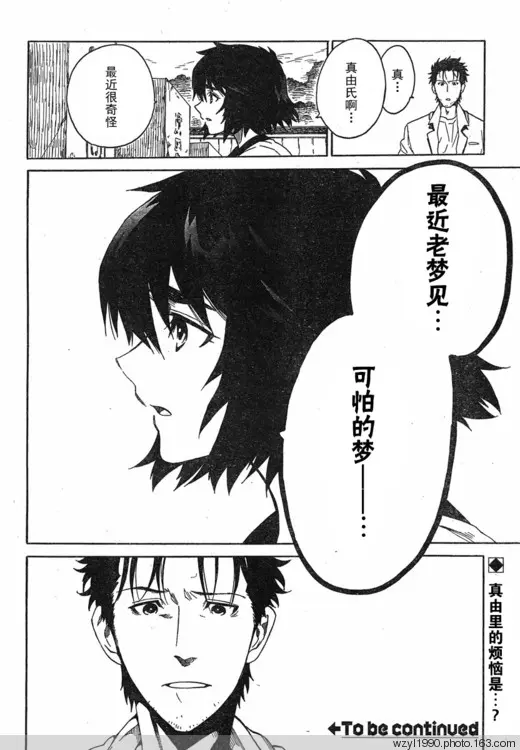 真…
真由氏啊…
最近很奇怪
最近老梦见…
可怕的梦——…
◆真由里的烦恼是…?
←To be continued
wzyl1990.photo.163.com